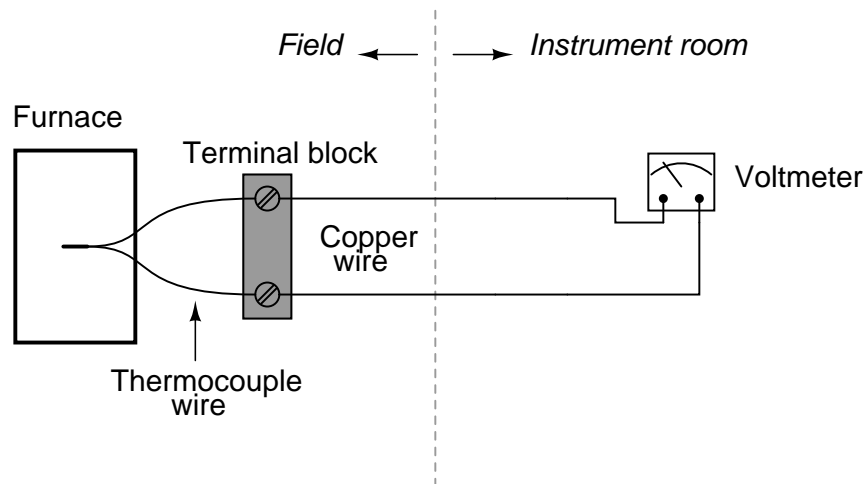 Field
Instrument room
Furnace
Terminal block
Voltmeter
Copper
wire
Thermocouple
wire